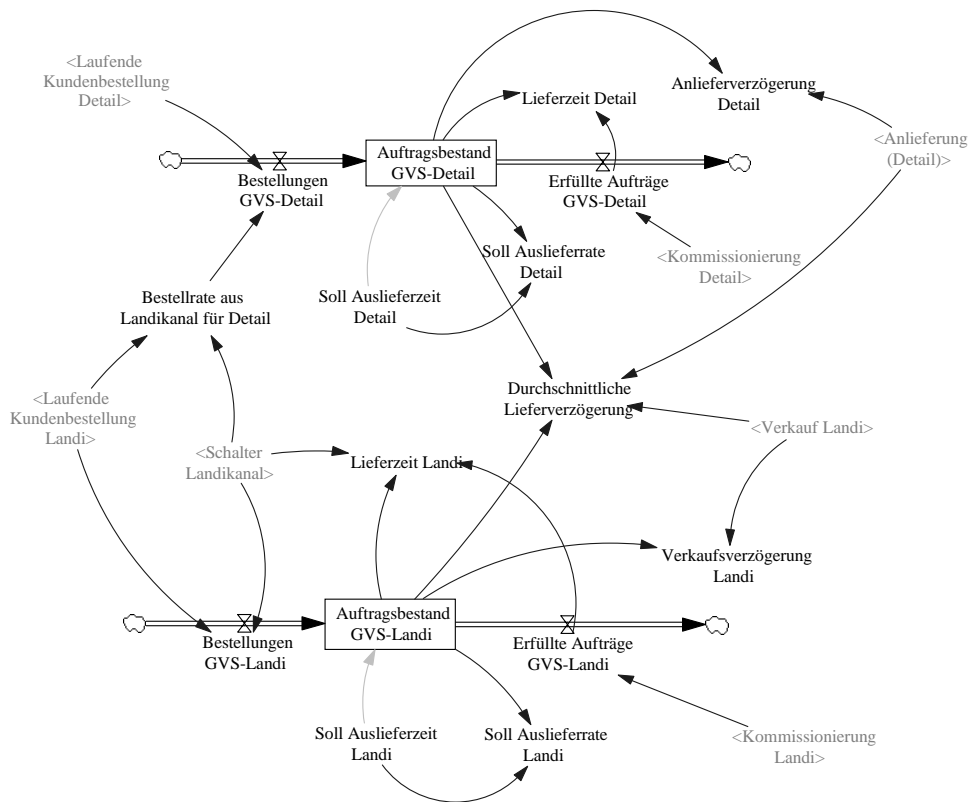 <Laufende
Kundenbestellung
Detail>
Anlieferverzögerung
Detail
Lieferzeit Detail
<Anlieferung
(Detail)>
Auftragsbestand
GVS-Detail
Bestellungen
GVS-Detail
Erfüllte Aufträge
GVS-Detail
Soll Auslieferrate
Detail
<Kommissionierung
Detail>
Soll Auslieferzeit
Detail
Bestellrate aus
Landikanal für Detail
Durchschnittliche
Lieferverzögerung
<Laufende
Kundenbestellung
Landi>
<Verkauf Landi>
<Schalter
Landikanal>
Lieferzeit Landi
Verkaufsverzögerung
Landi
Auftragsbestand
GVS-Landi
Bestellungen
GVS-Landi
Erfüllte Aufträge
GVS-Landi
Soll Auslieferzeit
Landi
Soll Auslieferrate
Landi
<Kommissionierung
Landi>